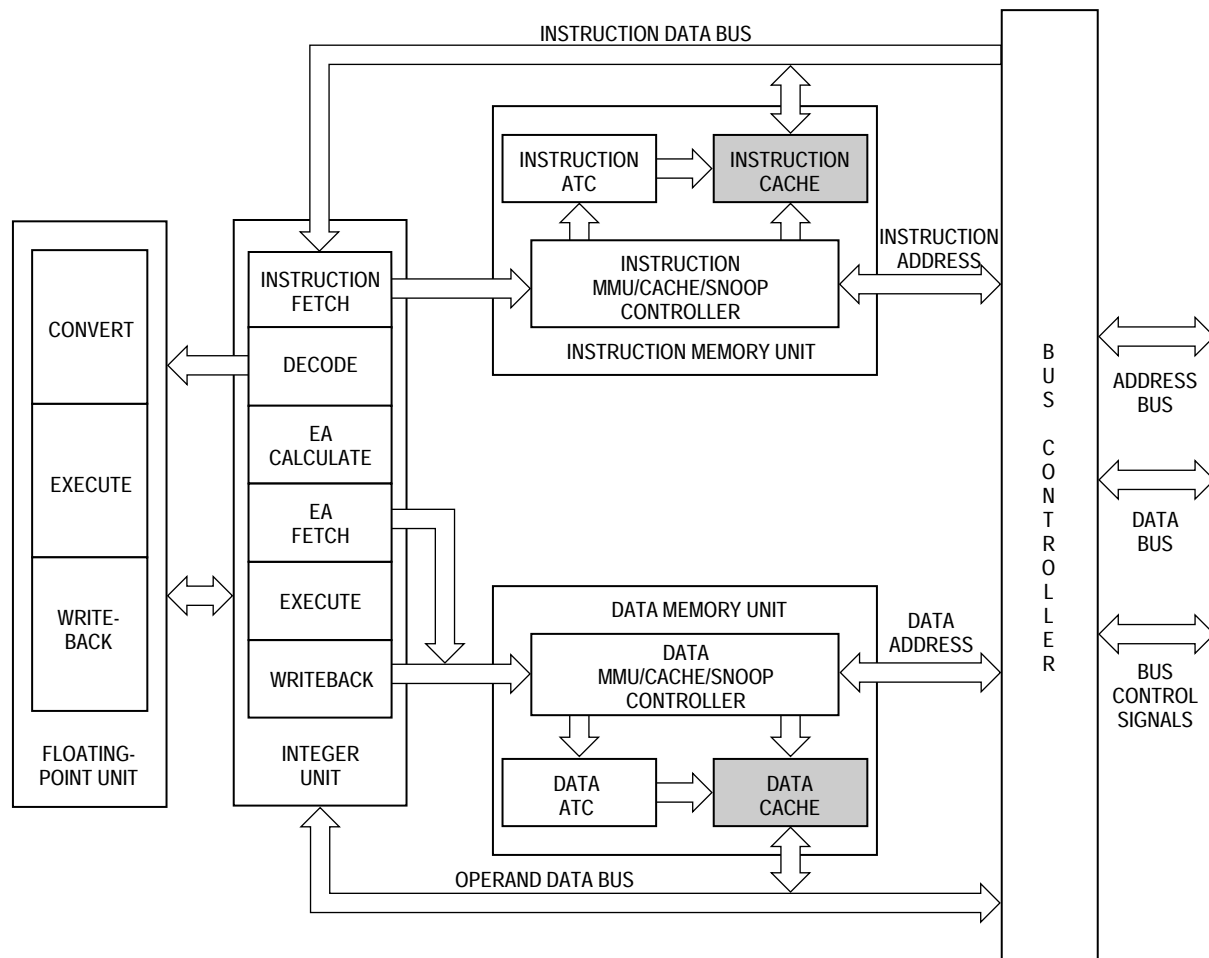 INSTRUCTION DATA BUS
INSTRUCTION
ATC
INSTRUCTION
CACHE
INSTRUCTION
MMU/CACHE/SNOOP
CONTROLLER
INSTRUCTION MEMORY UNIT
INSTRUCTION
ADDRESS
CONVERT
EXECUTE
WRITE-
BACK
FLOATING-
POINT UNIT
INSTRUCTION
FETCH
DECODE
EA
CALCULATE
EA
FETCH
EXECUTE
WRITEBACK
INTEGER
UNIT
DATA MEMORY UNIT
DATA
MMU/CACHE/SNOOP
CONTROLLER
DATA
ATC
DATA
CACHE
DATA
ADDRESS
OPERAND DATA BUS
B
U
S
C
O
N
T
R
O
L
L
E
R
ADDRESS
BUS
DATA
BUS
BUS
CONTROL
SIGNALS